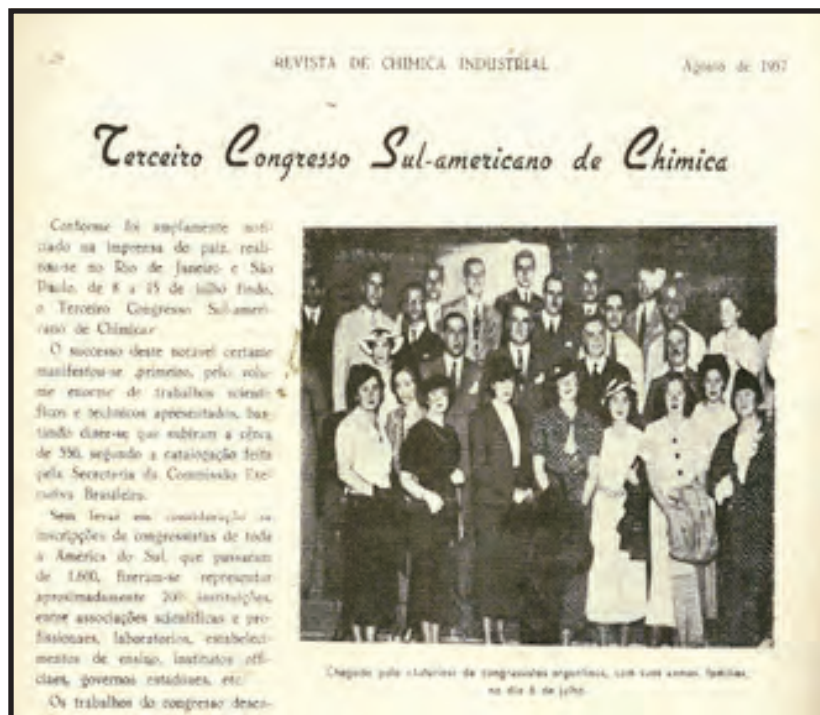 REVISTA DE CHIMICA INDUSTRIAL
Agosto de 1937
Terceiro Congresso Sul-americano de Chimica
Conforme foi amplamente noti-
ciado na imprensa do paiz, reali-
sou-se no Rio de Janeiro e São
Paulo, de 8 a 15 de julho findo,
o Terceiro Congresso Sul-ameri-
cano de Chimica.
O successo deste notavel certame
manifestou-se, primeiro, pelo volu-
me enorme de trabalhos scienti-
ficos e technicos apresentados, bas-
tando dizer-se que subiram a cêrca
de 550, segundo a catalogação feita
pela Secretaria da Commissão Exe-
cutiva Brasileira.
Sem levar em consideração as
inscripções de congressistas de toda
a America do Sul, que passaram
de 1.600, fizeram-se representar
aproximadamente 200 instituições,
entre associações scientificas e pro-
fissionaes, laboratorios, estabeleci-
mentos de ensino, institutos offi-
ciaes, governos estadoaes, etc.
Os trabalhos do congresso desen-
Chegada pelo de congressistas argentinos, com suas exmas. familias,
no dia 6 de julho.